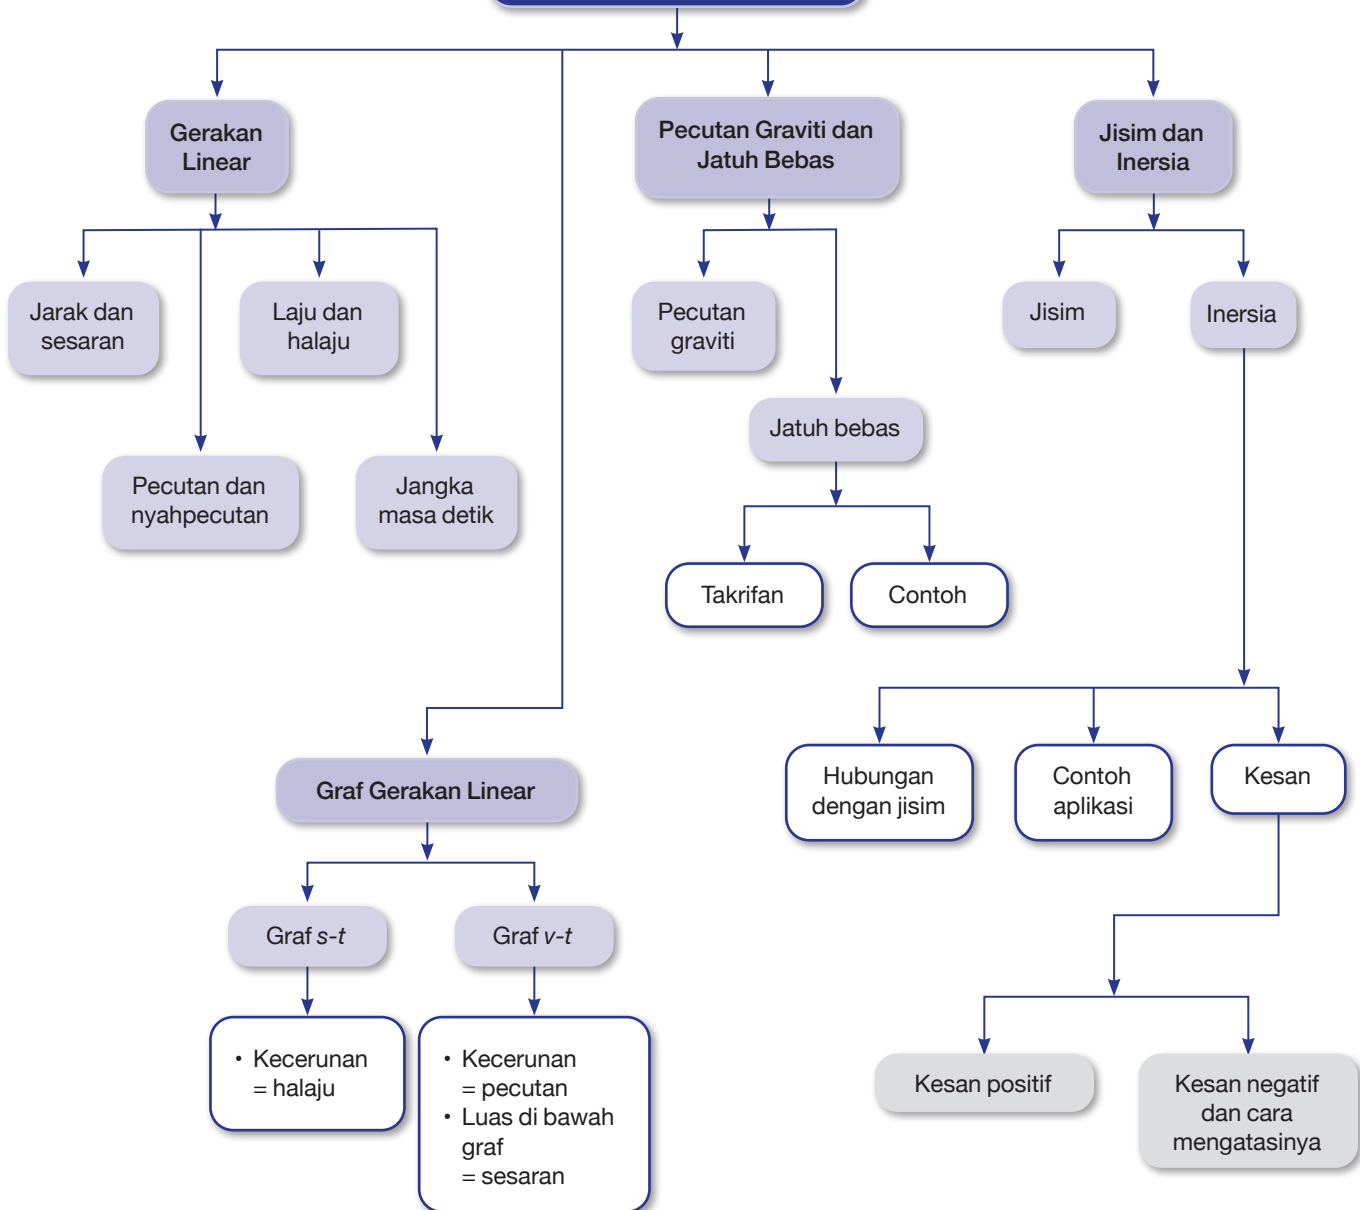 Gerakan
Linear
Pecutan Graviti dan
Jatuh Bebas
Jisim dan
Inersia
Jarak dan
sesaran
Laju dan
halaju
Pecutan
graviti
Jisim
Inersia
Jatuh bebas
Pecutan dan
nyahpecutan
Jangka
masa detik
Takrifan
Contoh
Hubungan
dengan jisim
Contoh
aplikasi
Kesan
Graf Gerakan Linear
Graf s-t
Graf v-t
• Kecerunan
= halaju
• Kecerunan
= pecutan
• Luas di bawah
graf
= sesaran
Kesan positif
Kesan negatif
dan cara
mengatasinya